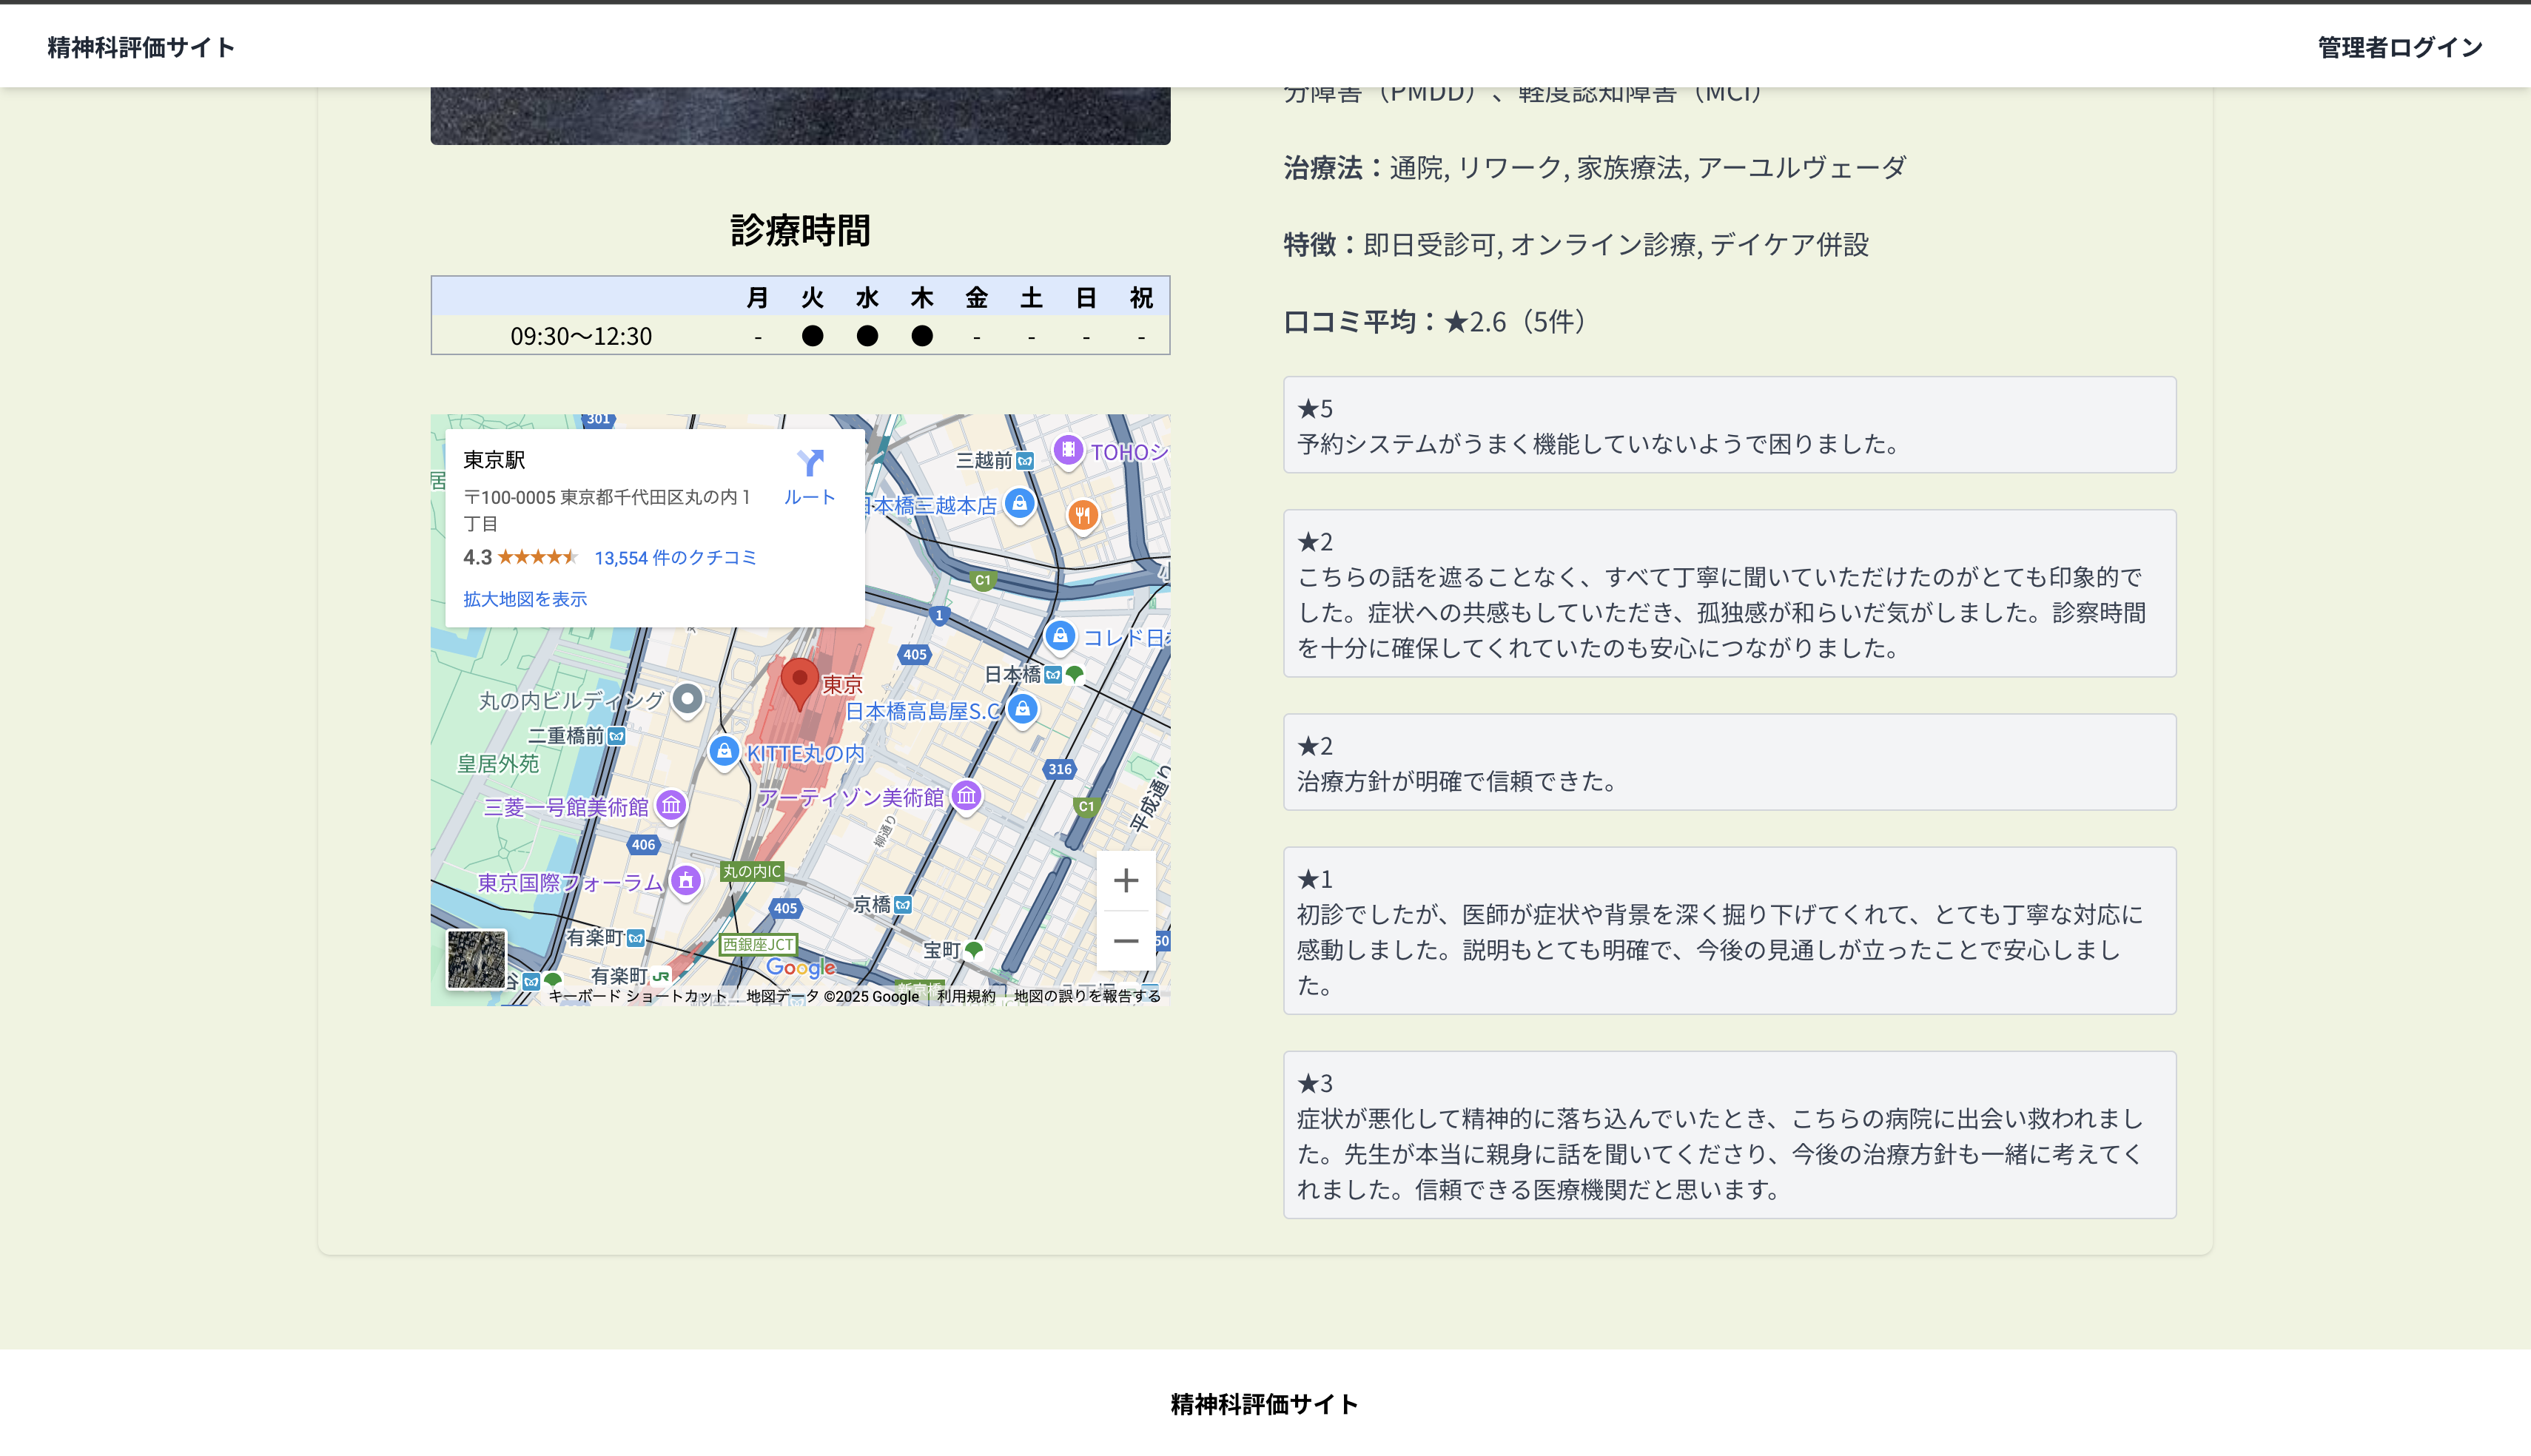 精神科評価サイト
管理者ログイン
分障害（PMDD）、軽度認知障害（MCI）
治療法：通院, リワーク, 家族療法, アーユルヴェーダ
特徴：即日受診可, オンライン診療, デイケア併設
口コミ平均：★2.6（5件）
★5
予約システムがうまく機能していないようで困りました。
★2
こちらの話を遮ることなく、すべて丁寧に聞いていただけたのがとても印象的で
した。症状への共感もしていただき、孤独感が和らいだ気がしました。診察時間
を十分に確保してくれていたのも安心につながりました。
★2
治療方針が明確で信頼できた。
★1
初診でしたが、医師が症状や背景を深く掘り下げてくれて、とても丁寧な対応に
感動しました。説明もとても明確で、今後の見通しが立ったことで安心しまし
た。
★3
症状が悪化して精神的に落ち込んでいたとき、こちらの病院に出会い救われまし
た。先生が本当に親身に話を聞いてくださり、今後の治療方針も一緒に考えてく
れました。信頼できる医療機関だと思います。
診療時間
月 火 水 木 金 土 日 祝
09:30〜12:30 - ● ● ● - - - -
301
東京駅
ルート
〒100-0005 東京都千代田区丸の内１
丁目
4.3 13,554 件のクチコミ
拡大地図を表示
居
三越前
TOHOシ
日本橋三越本店
C1
1
コレド日本
405
日本橋
東京
丸の内ビルディング
日本橋高島屋S.C
二重橋前
KITTE丸の内
皇居外苑
316
三菱一号館美術館
アーティゾン美術館
C1
平成通り
柳通り
406
丸の内IC
東京国際フォーラム
405
京橋
有楽町
西銀座JCT
宝町
50
有楽町 JR
谷
Google
新京橋
キーボード ショートカット 地図データ ©2025 Google 利用規約 地図の誤りを報告する
精神科評価サイト